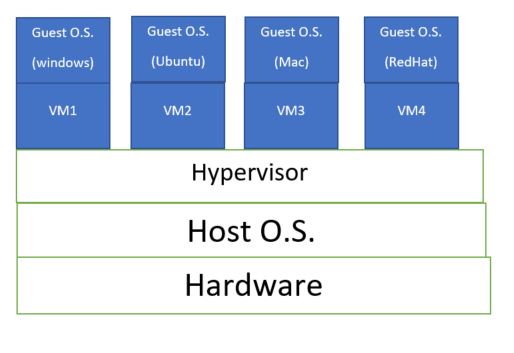 Guest O.S.
(windows)
Guest O.S.
(Ubuntu)
Guest O.S.
(Mac)
Guest O.S.
(RedHat)
VM1
VM2
VM3
VM4
Hypervisor
Host O.S.
Hardware